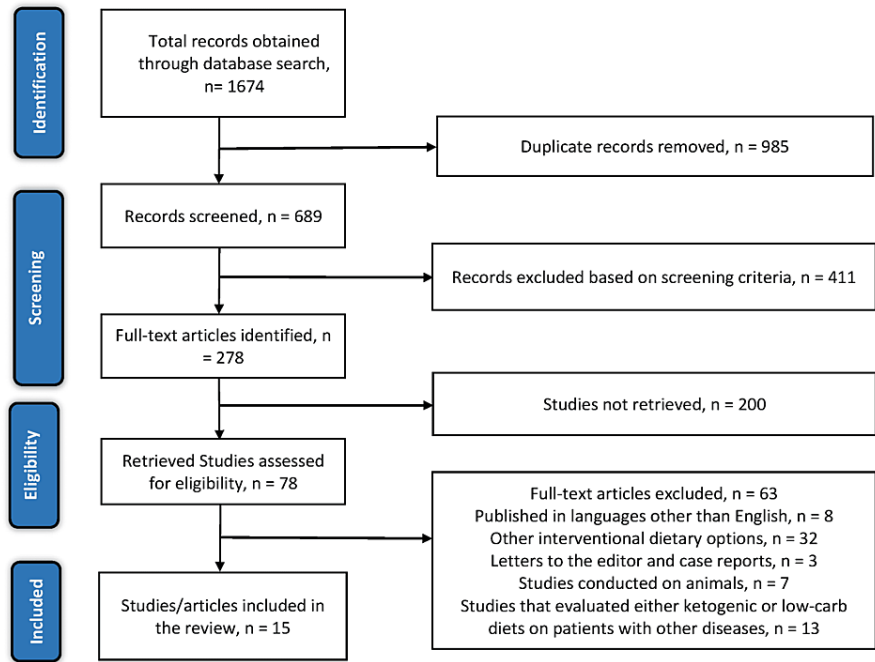 Identification
Total records obtained
through database search,
n= 1674
Duplicate records removed, n = 985
Screening
Records screened, n = 689
Records excluded based on screening criteria, n = 411
Full-text articles identified, n
= 278
Studies not retrieved, n = 200
Eligibility
Retrieved Studies assessed
for eligibility, n = 78
Full-text articles excluded, n = 63
Published in languages other than English, n = 8
Other interventional dietary options, n = 32
Letters to the editor and case reports, n = 3
Studies conducted on animals, n = 7
Studies that evaluated either ketogenic or low-carb
diets on patients with other diseases, n = 13
Included
Studies/articles included in
the review, n = 15